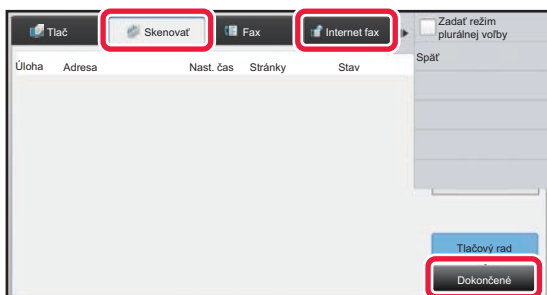 Tlač
Skenovať
Fax
Internet fax
Zadať režim
plurálnej voľby
Úloha Adresa Nast. čas Stránky Stav
Späť
Tlačový rad
Dokončené